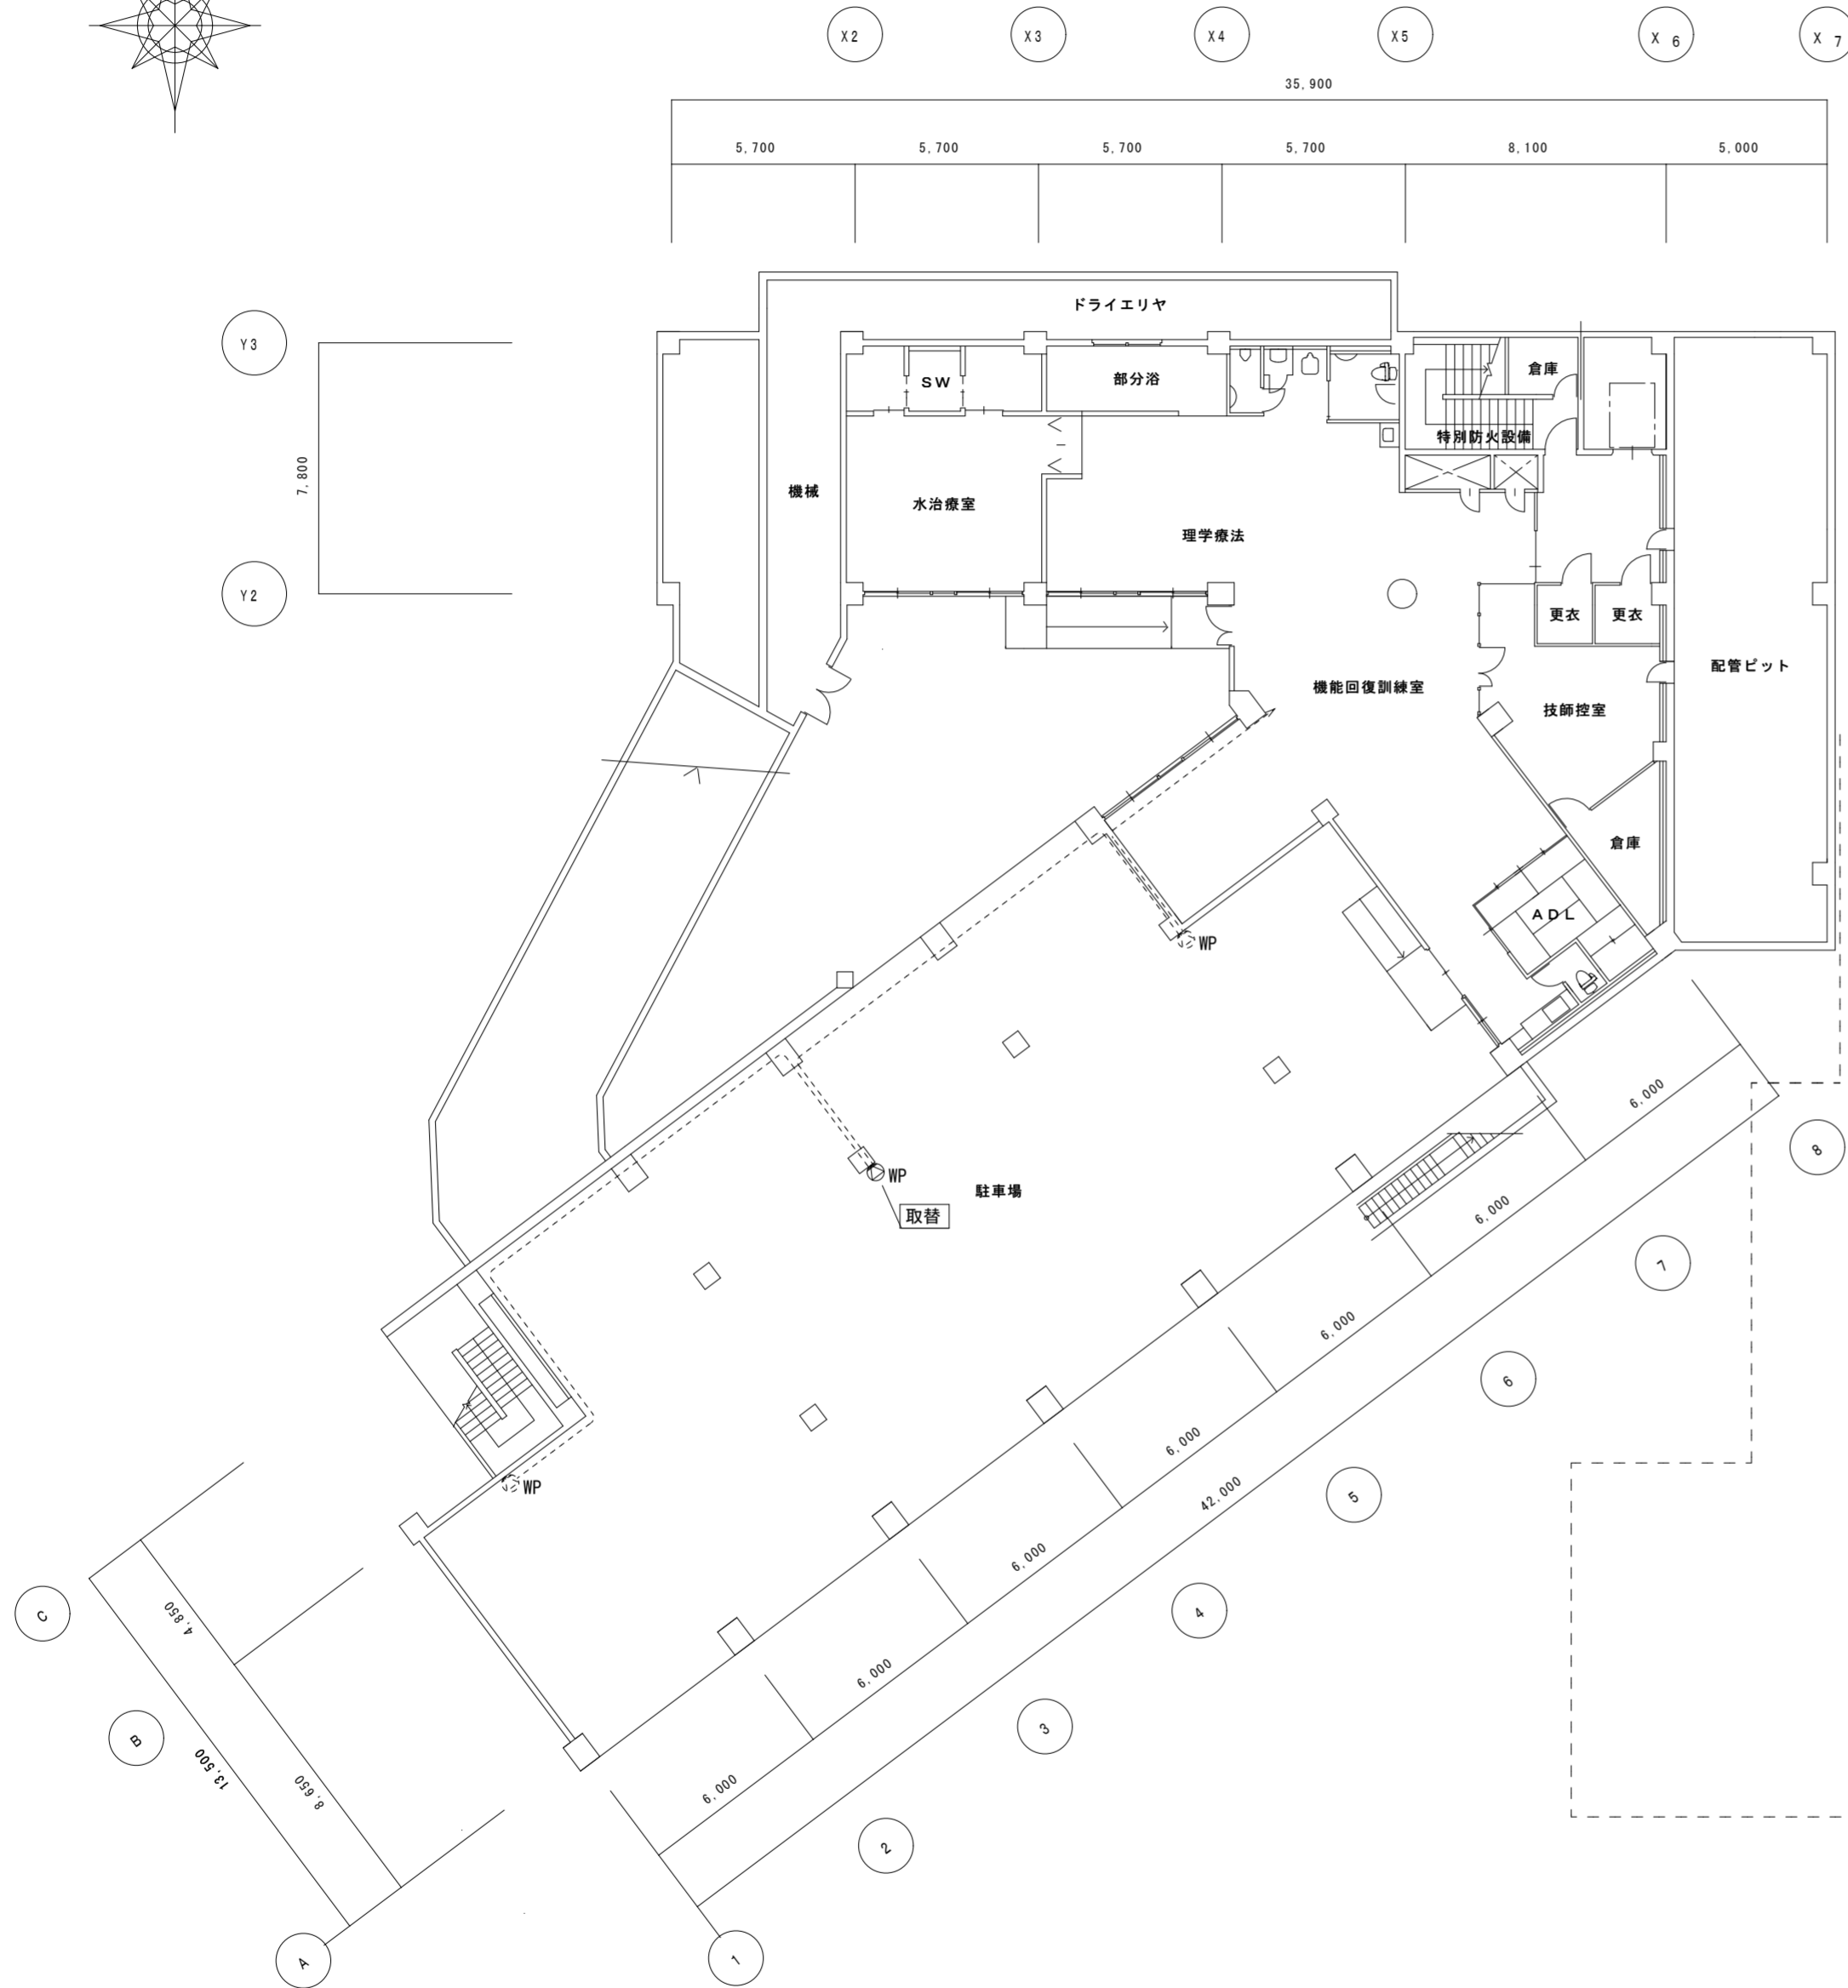 X2
X3
X4
X5
X 6
X 7
35,900
5,700
5,700
5,700
5,700
8,100
5,000
ドライエリヤ
Y3
SW
部分浴
倉庫
特別防火設備
7,800
機械
水治療室
理学療法
Y2
更衣
更衣
配管ピット
機能回復訓練室
技師控室
倉庫
ADL
WP
6,000
8
WP
駐車場
取替
6,000
7
6,000
6
6,000
42,000
5
WP
6,000
4
C
4,850
6,000
3
B
13,500
8,650
6,000
2
A
1